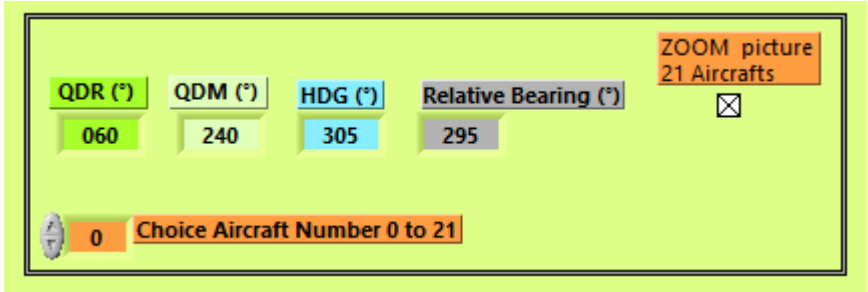 ZOOM picture
21 Aircrafts
QDR (°) QDM (°) HDG (°) Relative Bearing (°)
060 240 305 295
0 Choice Aircraft Number 0 to 21